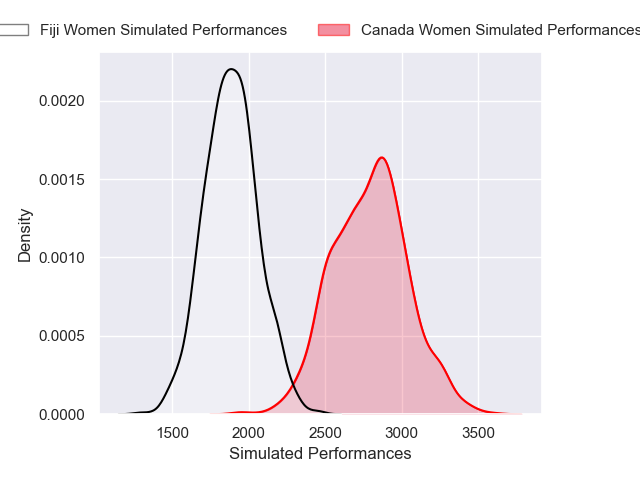 Fiji Women Simulated Performances
Canada Women Simulated Performances
0.0020
0.0015
0.0010
0.0005
0.0000
Density
1500 2000 2500 3000 3500
Simulated Performances